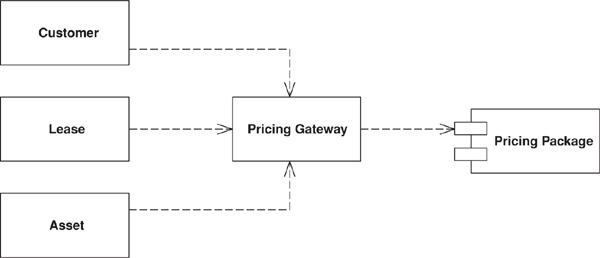 Customer
Lease
Pricing Gateway
Pricing Package
Asset